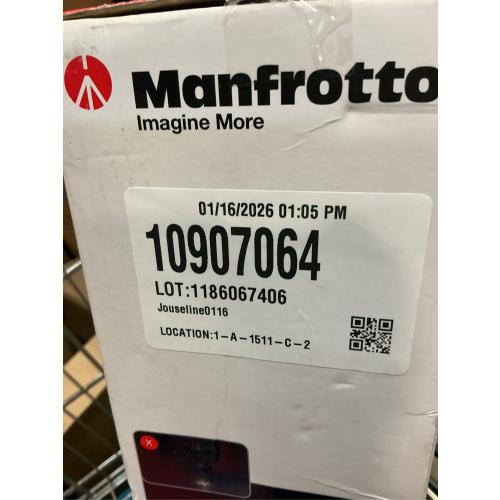 Manfrotto
Imagine More
01/16/2026 01:05 PM
10907064
LOT:1186067406
Jouseline0116
LOCATION:1-A-1511-C-2